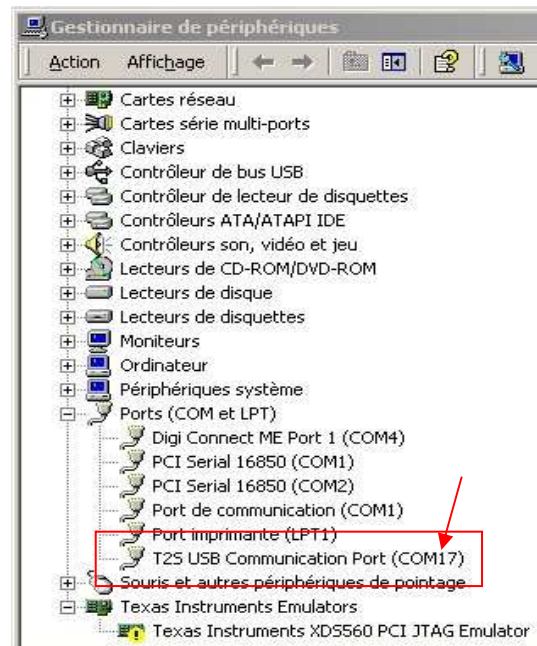 Gestionnaire de périphériques
Action Affichage
Cartes réseau
Cartes série multi-ports
Claviers
Contrôleur de bus USB
Contrôleur de lecteur de disquettes
Contrôleurs ATA/ATAPI IDE
Contrôleurs son, vidéo et jeu
Lecteurs de CD-ROM/DVD-ROM
Lecteurs de disque
Lecteurs de disquettes
Moniteurs
Ordinateur
Périphériques système
Ports (COM et LPT)
Digi Connect ME Port 1 (COM4)
PCI Serial 16850 (COM1)
PCI Serial 16850 (COM2)
Port de communication (COM1)
Port imprimante (LPT1)
T2S USB Communication Port (COM17)
Souris et autres périphériques de pointage
Texas Instruments Emulators
Texas Instruments XDS560 PCI JTAG Emulator